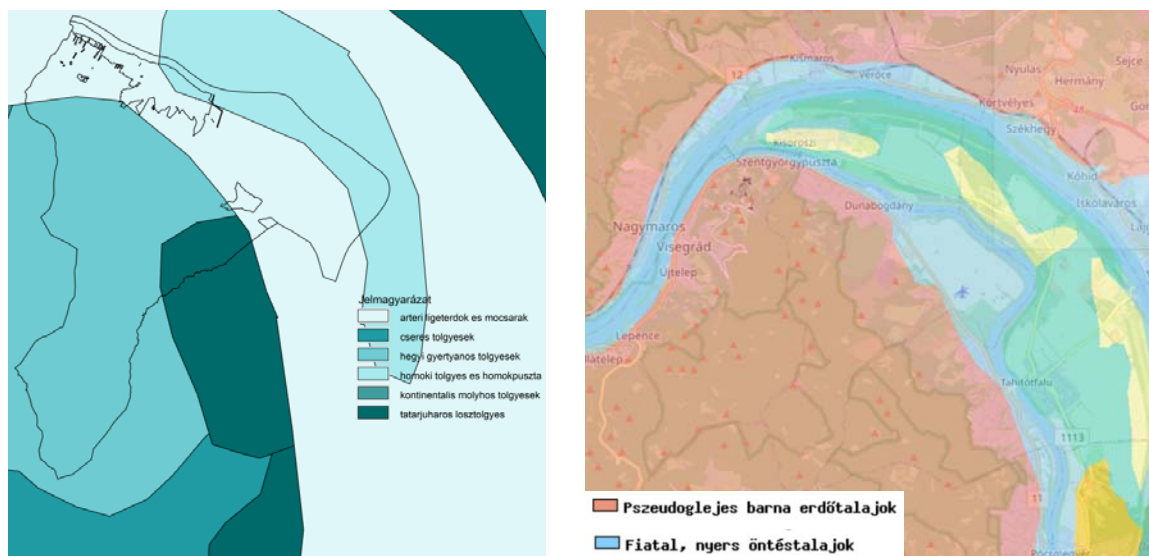 Jelmagyarázat
arteri ligeterdok es mocsarak
cseres tolgyesek
hegyi gyertyanos tolgyesek
homoki tolgyes es homokpuszta
kontinentalis molyhos tolgyesek
tatarjuharos losztolgyes
Kismaros
Verőce
12
Nyulas
Sejce
Hermány
Körtvélyes
Székhegy
Kisoroszi
Szentgyörgypuszta
Kőhíd
Iskolaváros
Dunabogdány
Nagymaros
Visegrád
Újtelep
Lepence
Tahitótfalu
1113
11
Pszeudoglejes barna erdőtalajok
Fiatal, nyers öntéstalajok
Pócsmegyer